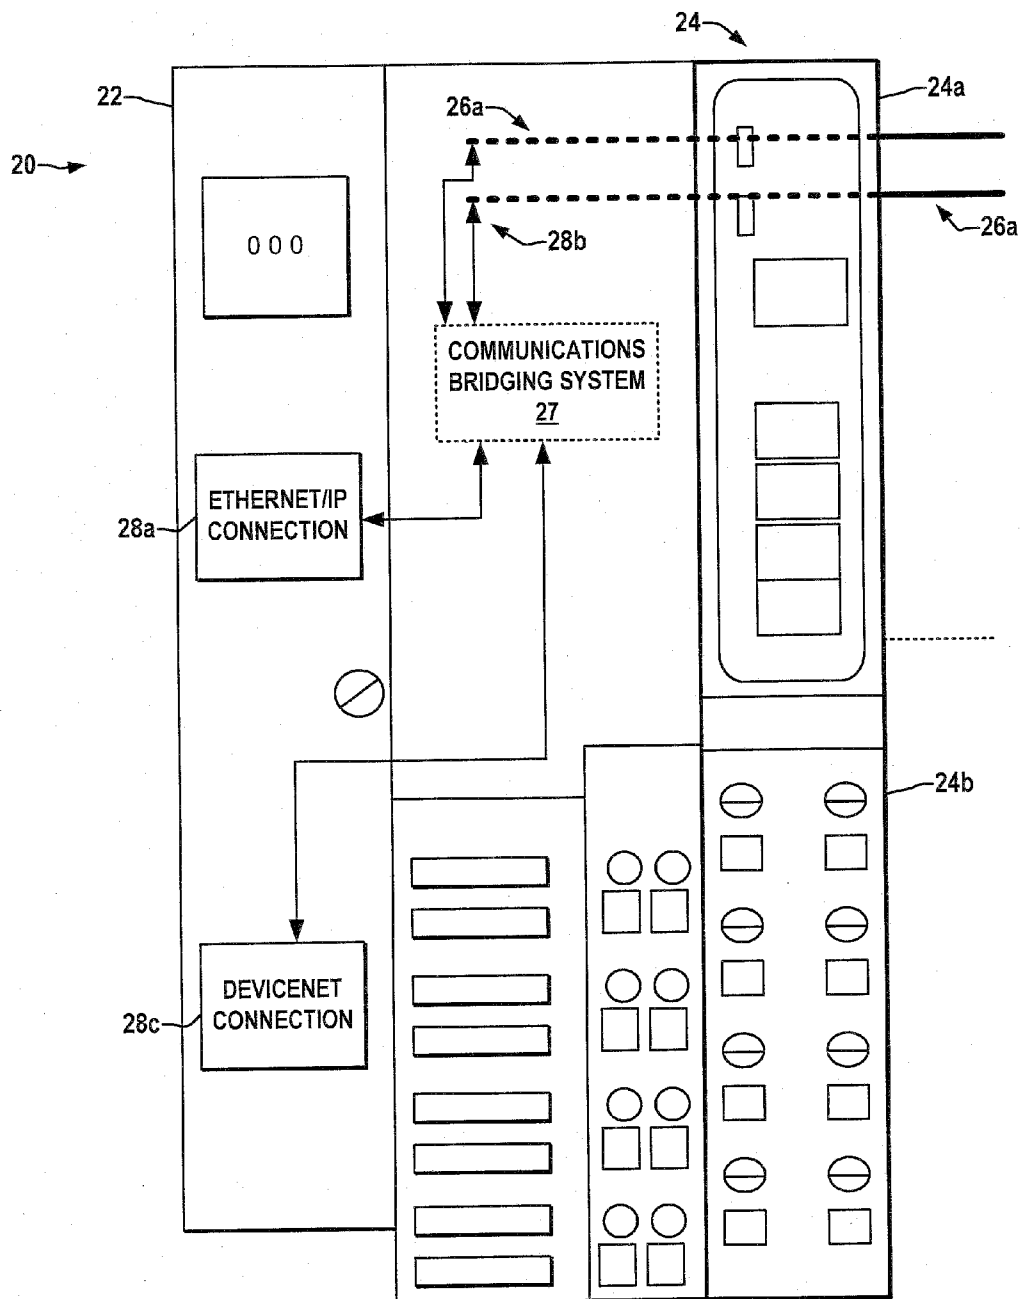 24
22
26a
24a
20
28b
26a
000
COMMUNICATIONS
BRIDGING SYSTEM
27
28a
ETHERNET/IP
CONNECTION
24b
28c
DEVICENET
CONNECTION